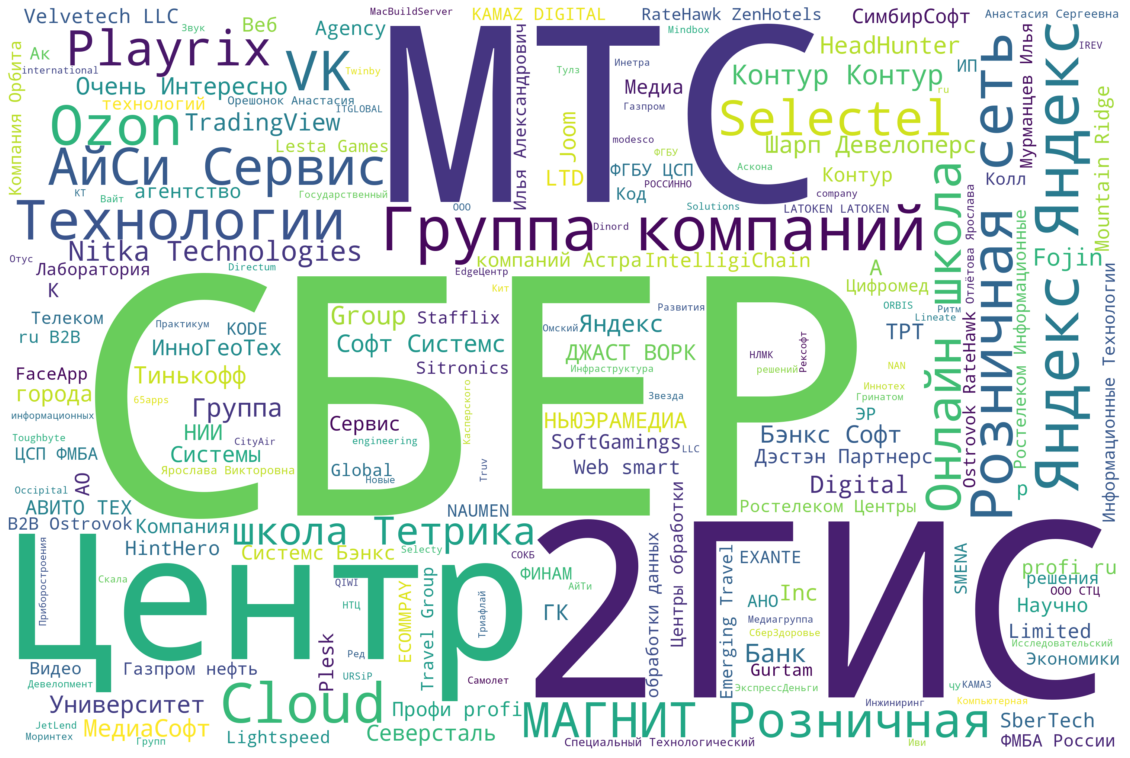 MacBuildServer
KAMAZ DIGITAL
RateHawk ZenHotels
СимбирСофт
Анастасия Сергеевна
Velvetech LLC
Звук
Веб
Agency
Mindbox
IREV
Playrix
VK
МТС
HeadHunter
Ак
international
Twinby
Тулз
Инетра
Контур Контур
ИП
Очень Интересно
Орешонок Анастасия
Медиа
технологий
ITGLOBAL
Газпром
ru
Ozon
TradingView
Selectel
Lesta Games
Joom
modesco
Шарп Девелоперс
АйСи Сервис
ФГБУ
Аскона
LTD
ФГБУ ЦСП
Контур
Колл
КТ
агентство
Государственный
РОССИННО
Код
company
Вайт
ООО
Solutions
LATOKEN LATOKEN
Технологии
Группа компаний
Dinord
Nitka Technologies
Илья Александрович
Компания Орбита
Мурманцев Илья
Mountain Ridge
Розничная сеть
Яндекс Яндекс
Онлайн школа
Отлётова Ярослава
Ostrovok RateHawk
Ростелеком Информационные
Информационные Технологии
Отус
Лаборатория
Directum
EdgeЦентр
компаний Астра
IntelligiChain
А
Fojin
К
Кит
Развития
Цифромед
СБЕР
ORBIS
Ритм
Телеком
Практикум
KODE
Group
Stafflix
Омский
Яндекс
Lineate
ru B2B
ИнноГеоТех
Софт Системс
ДЖАСТ ВОРК
НЛМК
Рексофт
ТРТ
FaceApp
Тинькофф
Sitronics
Инфраструктура
решений
NAN
города
65apps
Иннотех
Гринатом
информационных
Группа
Касперского
Звезда
Toughbyte
НИИ
CityAir
Сервис
engineering
НЬЮЭРАМЕДИА
ЭР
ЦСП ФМБА
Системы
SoftGamings
LLC
Бэнкс Софт
Ярослава Викторовна
Global
Новые
Truv
Web smart
Дэстэн Партнерс
АО
Occipital
Digital
р
АВИТО ТЕХ
NAUMEN
Ростелеком Центры
B2B Ostrovok
Компания
школа Тетрика
2ГИС
Центр
HintHero
Системс Бэнкс
Selecty
СОКБ
обработки данных
Центры обработки
Emerging Travel
EXANTE
SMENA
profi ru
Приборостроения
Скала
QIWI
ФИНАМ
АйТи
решения
ООО СТЦ
НТЦ
ECOMMPAY
Travel Group
Триафлай
ГК
АНО
Inc
Научно
Медиагруппа
СберЗдоровье
Limited
Исследовательский
Видео
Газпром нефть
Plesk
Ред
Банк
Экономики
Девелопмент
URSiP
Самолет
Gurtam
ЭкспрессДеньги
чу
КАМАЗ
Университет
Cloud
Профи profi
МАГНИТ Розничная
Инжиниринг
Компьютерная
JetLend
МедиаСофт
Lightspeed
Северсталь
SberTech
Моринтех
Групп
Специальный Технологический
Иви
ФМБА России